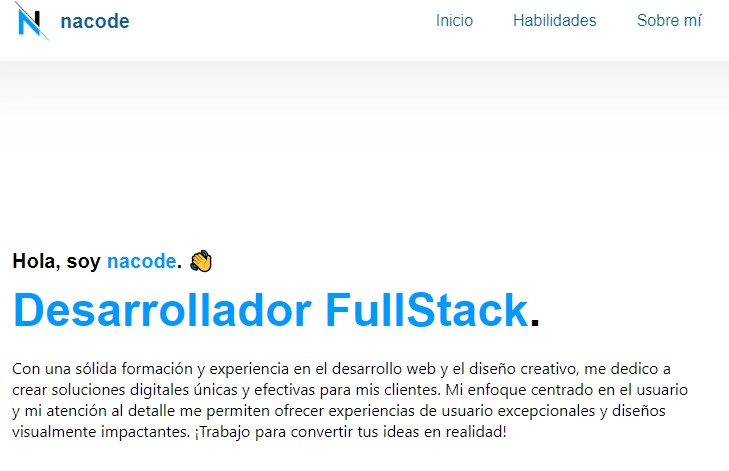 nacode
Inicio Habilidades Sobre mí
Hola, soy nacode. 👋
Desarrollador FullStack.
Con una sólida formación y experiencia en el desarrollo web y el diseño creativo, me dedico a
crear soluciones digitales únicas y efectivas para mis clientes. Mi enfoque centrado en el usuario
y mi atención al detalle me permiten ofrecer experiencias de usuario excepcionales y diseños
visualmente impactantes. ¡Trabajo para convertir tus ideas en realidad!